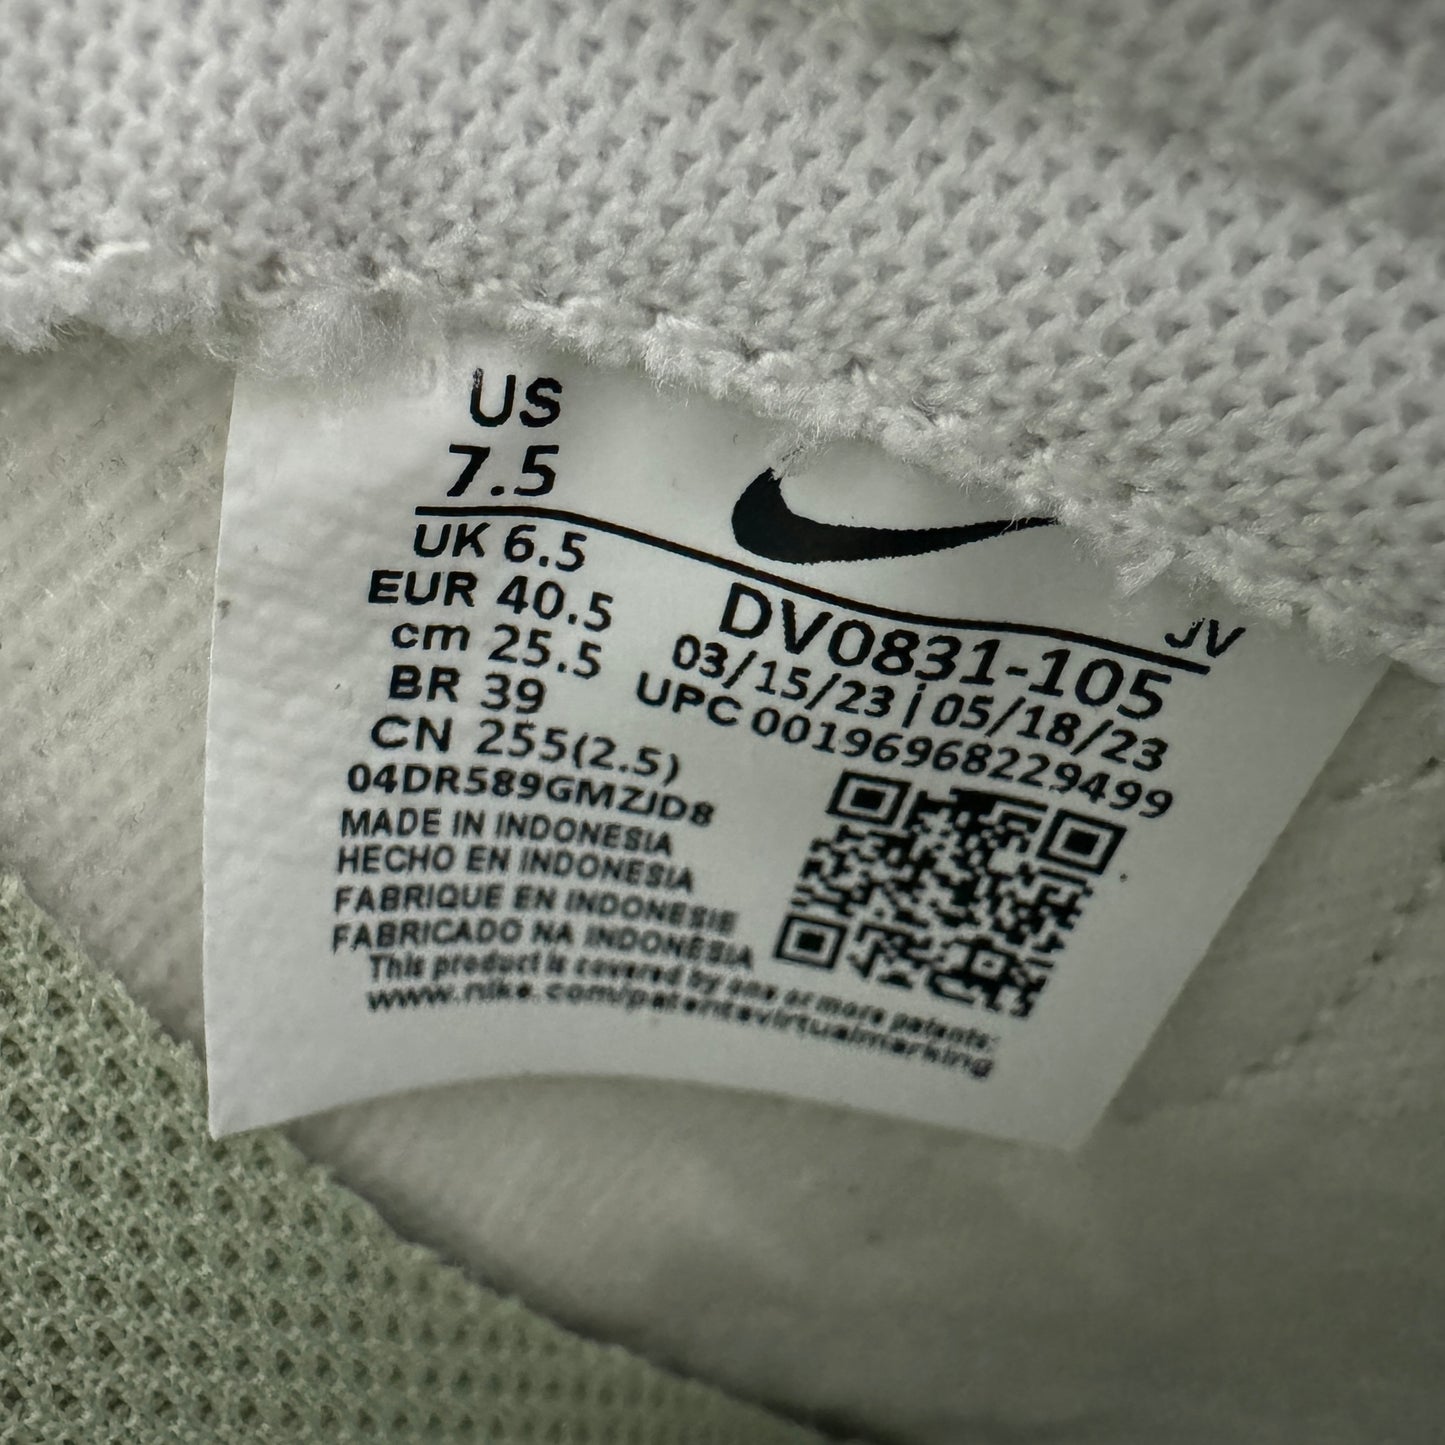 US
7.5
UK 6.5
EUR 40.5
cm 25.5
BR 39
CN 255(2.5)
04DR589GMZJD8
MADE IN INDONESIA
HECHO EN INDONESIA
FABRIQUE EN INDONESIE
FABRICADO NA INDONÉSIA
This product is covered by one or more patents:
www.nike.com/patentsvirtualmarking
JV
DV0831-105
03/15/23 | 05/18/23
UPC 00196968229499